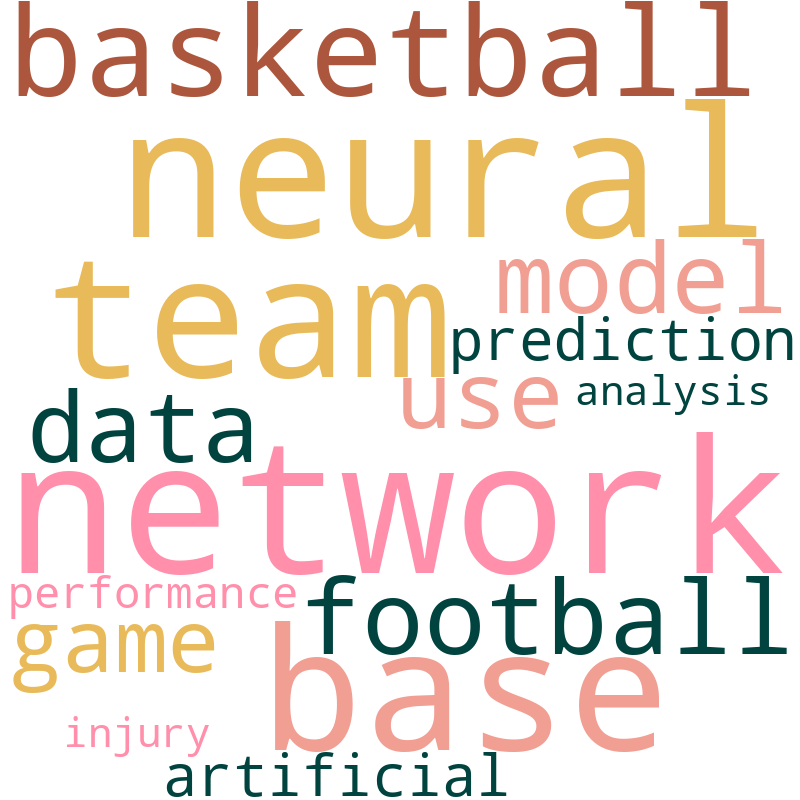 basketball
neural
team
model
prediction
use
analysis
data
network
performance
football
game
base
injury
artificial